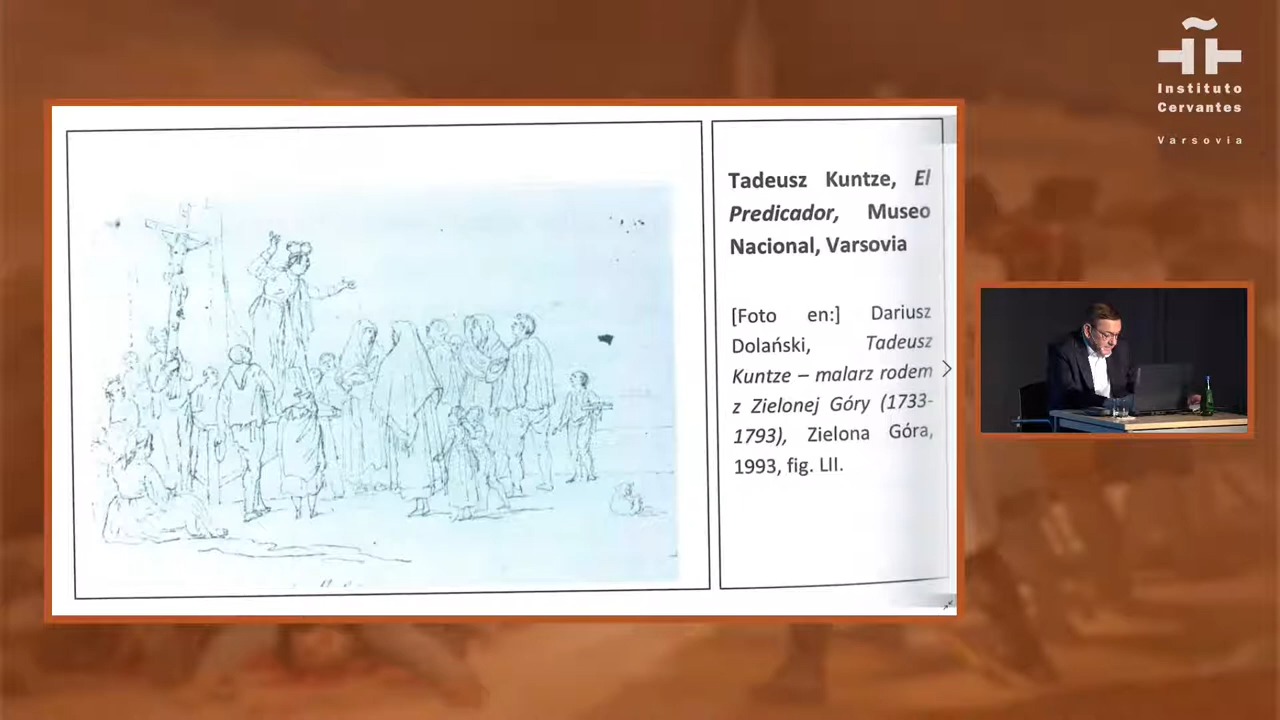 Instituto
Cervantes
Varsovia
Tadeusz Kuntze, El
Predicador, Museo
Nacional, Varsovia
[Foto en:] Dariusz
Dolański, Tadeusz
Kuntze – malarz rodem
z Zielonej Góry (1733-
1793), Zielona Góra,
1993, fig. LII.